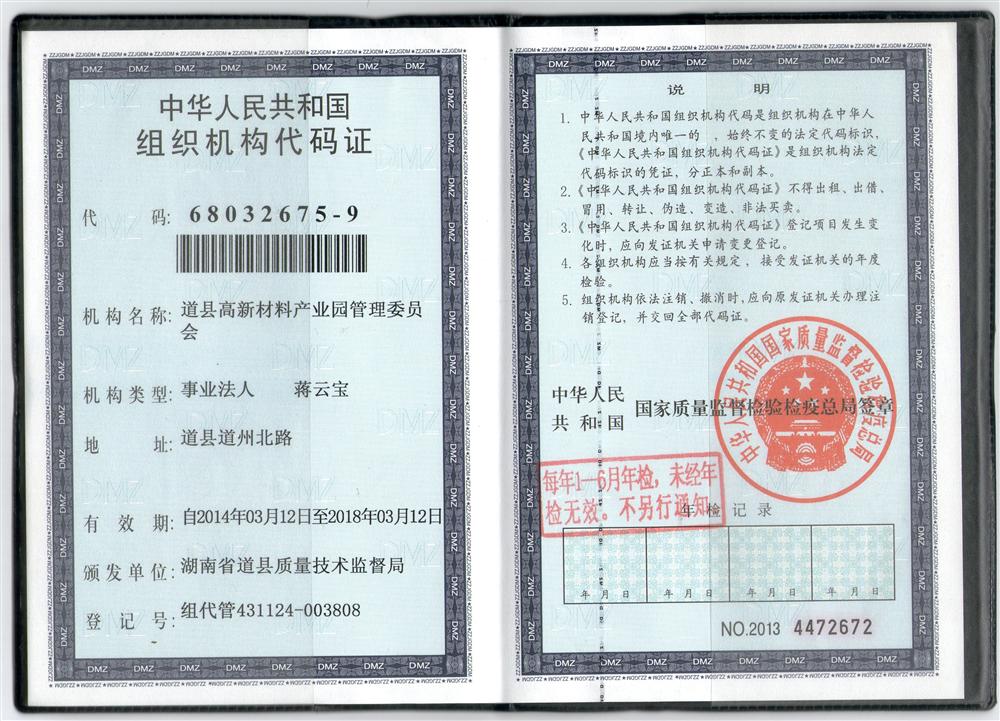 中华人民共和国
组织机构代码证
代 码: 68032675-9
机构名称: 道县高新材料产业园管理委员
会
机构类型: 事业法人 蒋云宝
地 址: 道县道州北路
有 效 期: 自2014年03月12日至2018年03月12日
颁发单位: 湖南省道县质量技术监督局
登 记 号: 组代管431124-003808
说 明
1. 中华人民共和国组织机构代码是组织机构在中华人
民共和国境内唯一的 ,始终不变的法定代码标识,
《中华人民共和国组织机构代码证》是组织机构法定
代码标识的凭证,分正本和副本。
2.《中华人民共和国组织机构代码证》不得出租、出借、
冒用、转让、伪造、变造、非法买卖。
3.《中华人民共和国组织机构代码证》登记项目发生变
化时,应向发证机关申请变更登记。
4. 各组织机构应当按有关规定,接受发证机关的年度
检验。
5. 组织机构依法注销、撤消时,应向原发证机关办理注
销登记,并交回全部代码证。
中华人民
共和国
国家质量监督检验检疫总局签章
中华人民共和国国家质量监督检验检疫总局
每年1—6月年检,未经年
检无效。不另行通知
年检记录
年 月 日 年 月 日 年 月 日 年 月 日
NO.2013 4472672